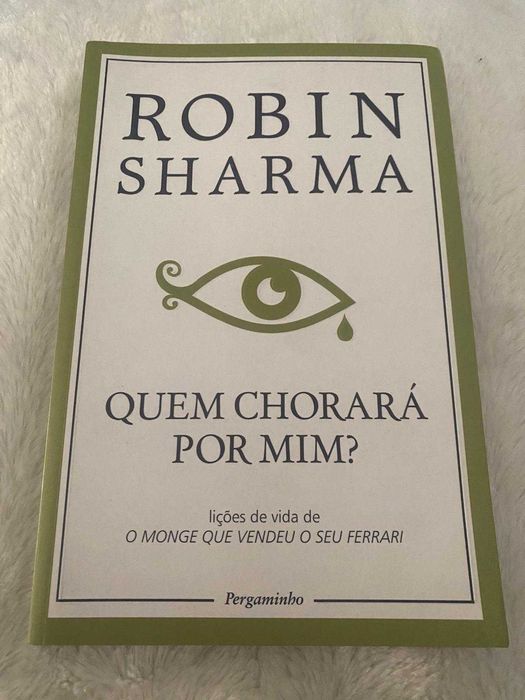 ROBIN
SHARMA
QUEM CHORARÁ
POR MIM?
lições de vida de
O MONGE QUE VENDEU O SEU FERRARI
Pergaminho